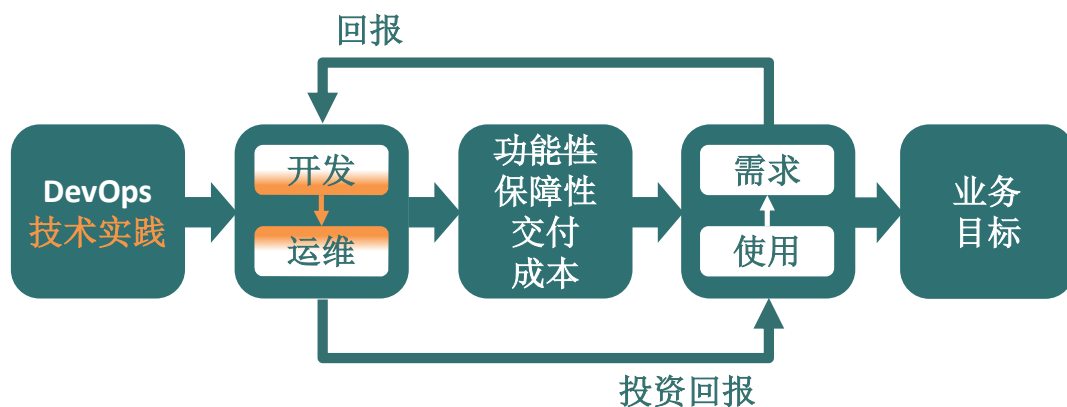 回报
DevOps
技术实践
开发
运维
功能性
保障性
交付
成本
需求
使用
业务
目标
投资回报